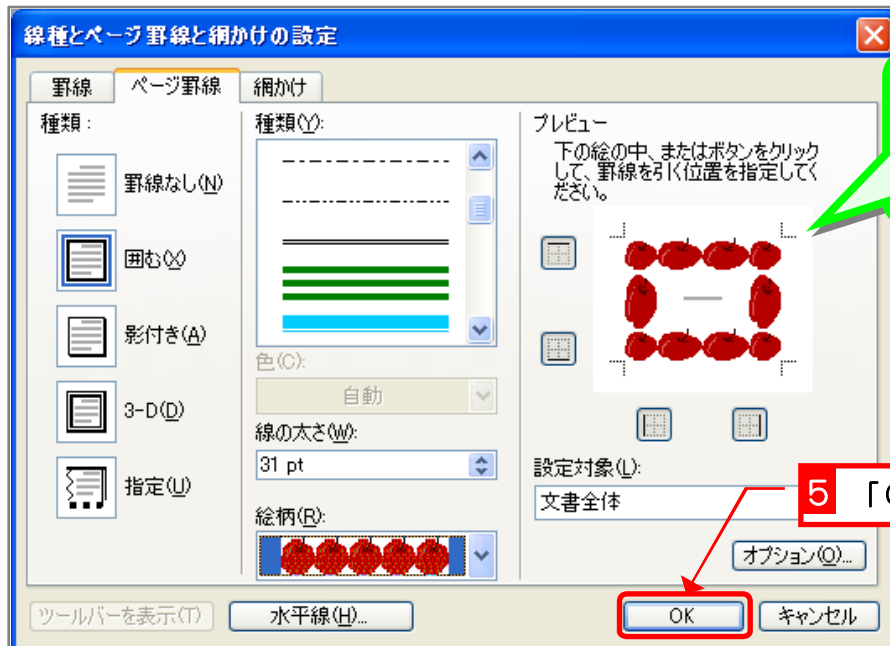 線種とページ罫線と網かけの設定
罫線
ページ罫線
網かけ
種類:
罫線なし(N)
囲む(X)
影付き(A)
3-D(D)
指定(U)
種類(Y):
色(C):
自動
線の太さ(W):
31 pt
絵柄(R):
プレビュー
下の絵の中、またはボタンをクリック
して、罫線を引く位置を指定してく
ださい。
設定対象(L):
文書全体
5 「
オプション(O)...
ツールバーを表示(T)
水平線(H)...
OK
キャンセル